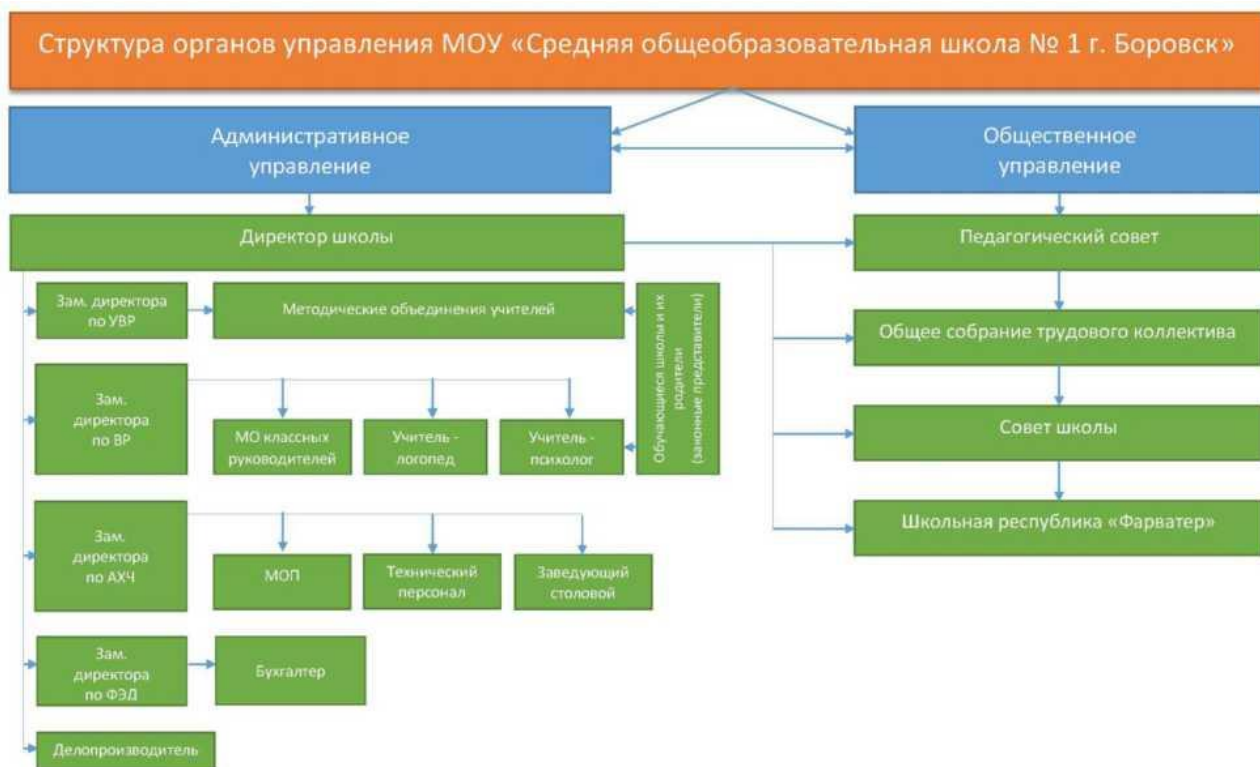 Структура органов управления МОУ «Средняя общеобразовательная школа № 1 г. Боровск»
Административное
управление
Общественное
управление
Директор школы
Педагогический совет
Зам. директора
по УВР
Методические объединения учителей
Обучающиеся школы и их
родители
(законные представители)
Общее собрание трудового коллектива
Зам.
директора
по ВР
МО классных
руководителей
Учитель -
логопед
Учитель -
психолог
Совет школы
Школьная республика «Фарватер»
Зам.
директора
по АХЧ
МОП
Технический
персонал
Заведующий
столовой
Зам.
директора
по ФЭД
Бухгалтер
Делопроизводитель